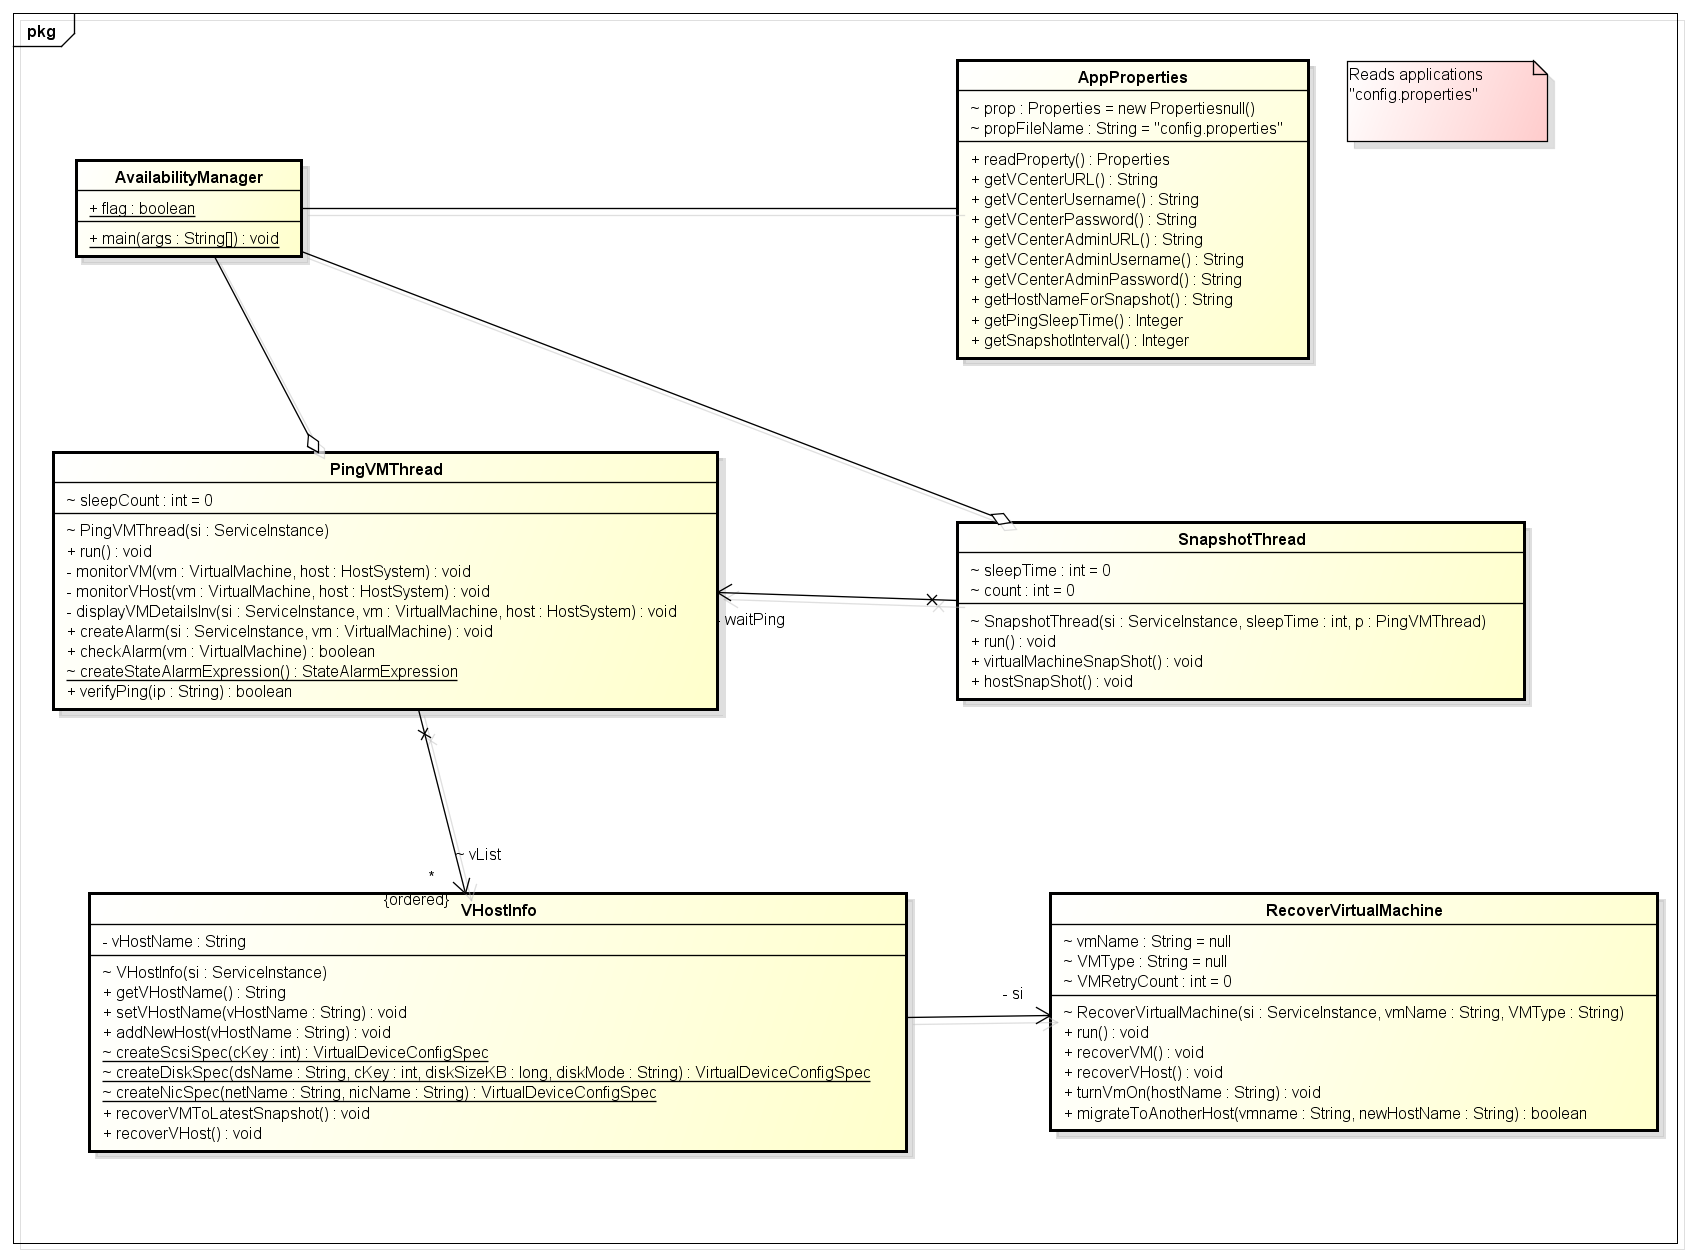 pkg
AppProperties
~ prop : Properties = new Propertiesnull()
~ propFileName : String = "config.properties"
+ readProperty() : Properties
+ getVCenterURL() : String
+ getVCenterUsername() : String
+ getVCenterPassword() : String
+ getVCenterAdminURL() : String
+ getVCenterAdminUsername() : String
+ getVCenterAdminPassword() : String
+ getHostNameForSnapshot() : String
+ getPingSleepTime() : Integer
+ getSnapshotInterval() : Integer
Reads applications
"config.properties"
AvailabilityManager
+ flag : boolean
+ main(args : String[]) : void
PingVMThread
~ sleepCount : int = 0
~ PingVMThread(si : ServiceInstance)
+ run() : void
- monitorVM(vm : VirtualMachine, host : HostSystem) : void
- monitorVHost(vm : VirtualMachine, host : HostSystem) : void
- displayVMDetailsInv(si : ServiceInstance, vm : VirtualMachine, host : HostSystem) : void
+ createAlarm(si : ServiceInstance, vm : VirtualMachine) : void
+ checkAlarm(vm : VirtualMachine) : boolean
~ createStateAlarmExpression() : StateAlarmExpression
+ verifyPing(ip : String) : boolean
- waitPing
SnapshotThread
~ sleepTime : int = 0
~ count : int = 0
~ SnapshotThread(si : ServiceInstance, sleepTime : int, p : PingVMThread)
+ run() : void
+ virtualMachineSnapShot() : void
+ hostSnapShot() : void
~ vList
*
{ordered}
VHostInfo
- vHostName : String
~ VHostInfo(si : ServiceInstance)
+ getVHostName() : String
+ setVHostName(vHostName : String) : void
+ addNewHost(vHostName : String) : void
~ createScsiSpec(cKey : int) : VirtualDeviceConfigSpec
~ createDiskSpec(dsName : String, cKey : int, diskSizeKB : long, diskMode : String) : VirtualDeviceConfigSpec
~ createNicSpec(netName : String, nicName : String) : VirtualDeviceConfigSpec
+ recoverVMToLatestSnapshot() : void
+ recoverVHost() : void
- si
RecoverVirtualMachine
~ vmName : String = null
~ VMType : String = null
~ VMRetryCount : int = 0
~ RecoverVirtualMachine(si : ServiceInstance, vmName : String, VMType : String)
+ run() : void
+ recoverVM() : void
+ recoverVHost() : void
+ turnVmOn(hostName : String) : void
+ migrateToAnotherHost(vmname : String, newHostName : String) : boolean